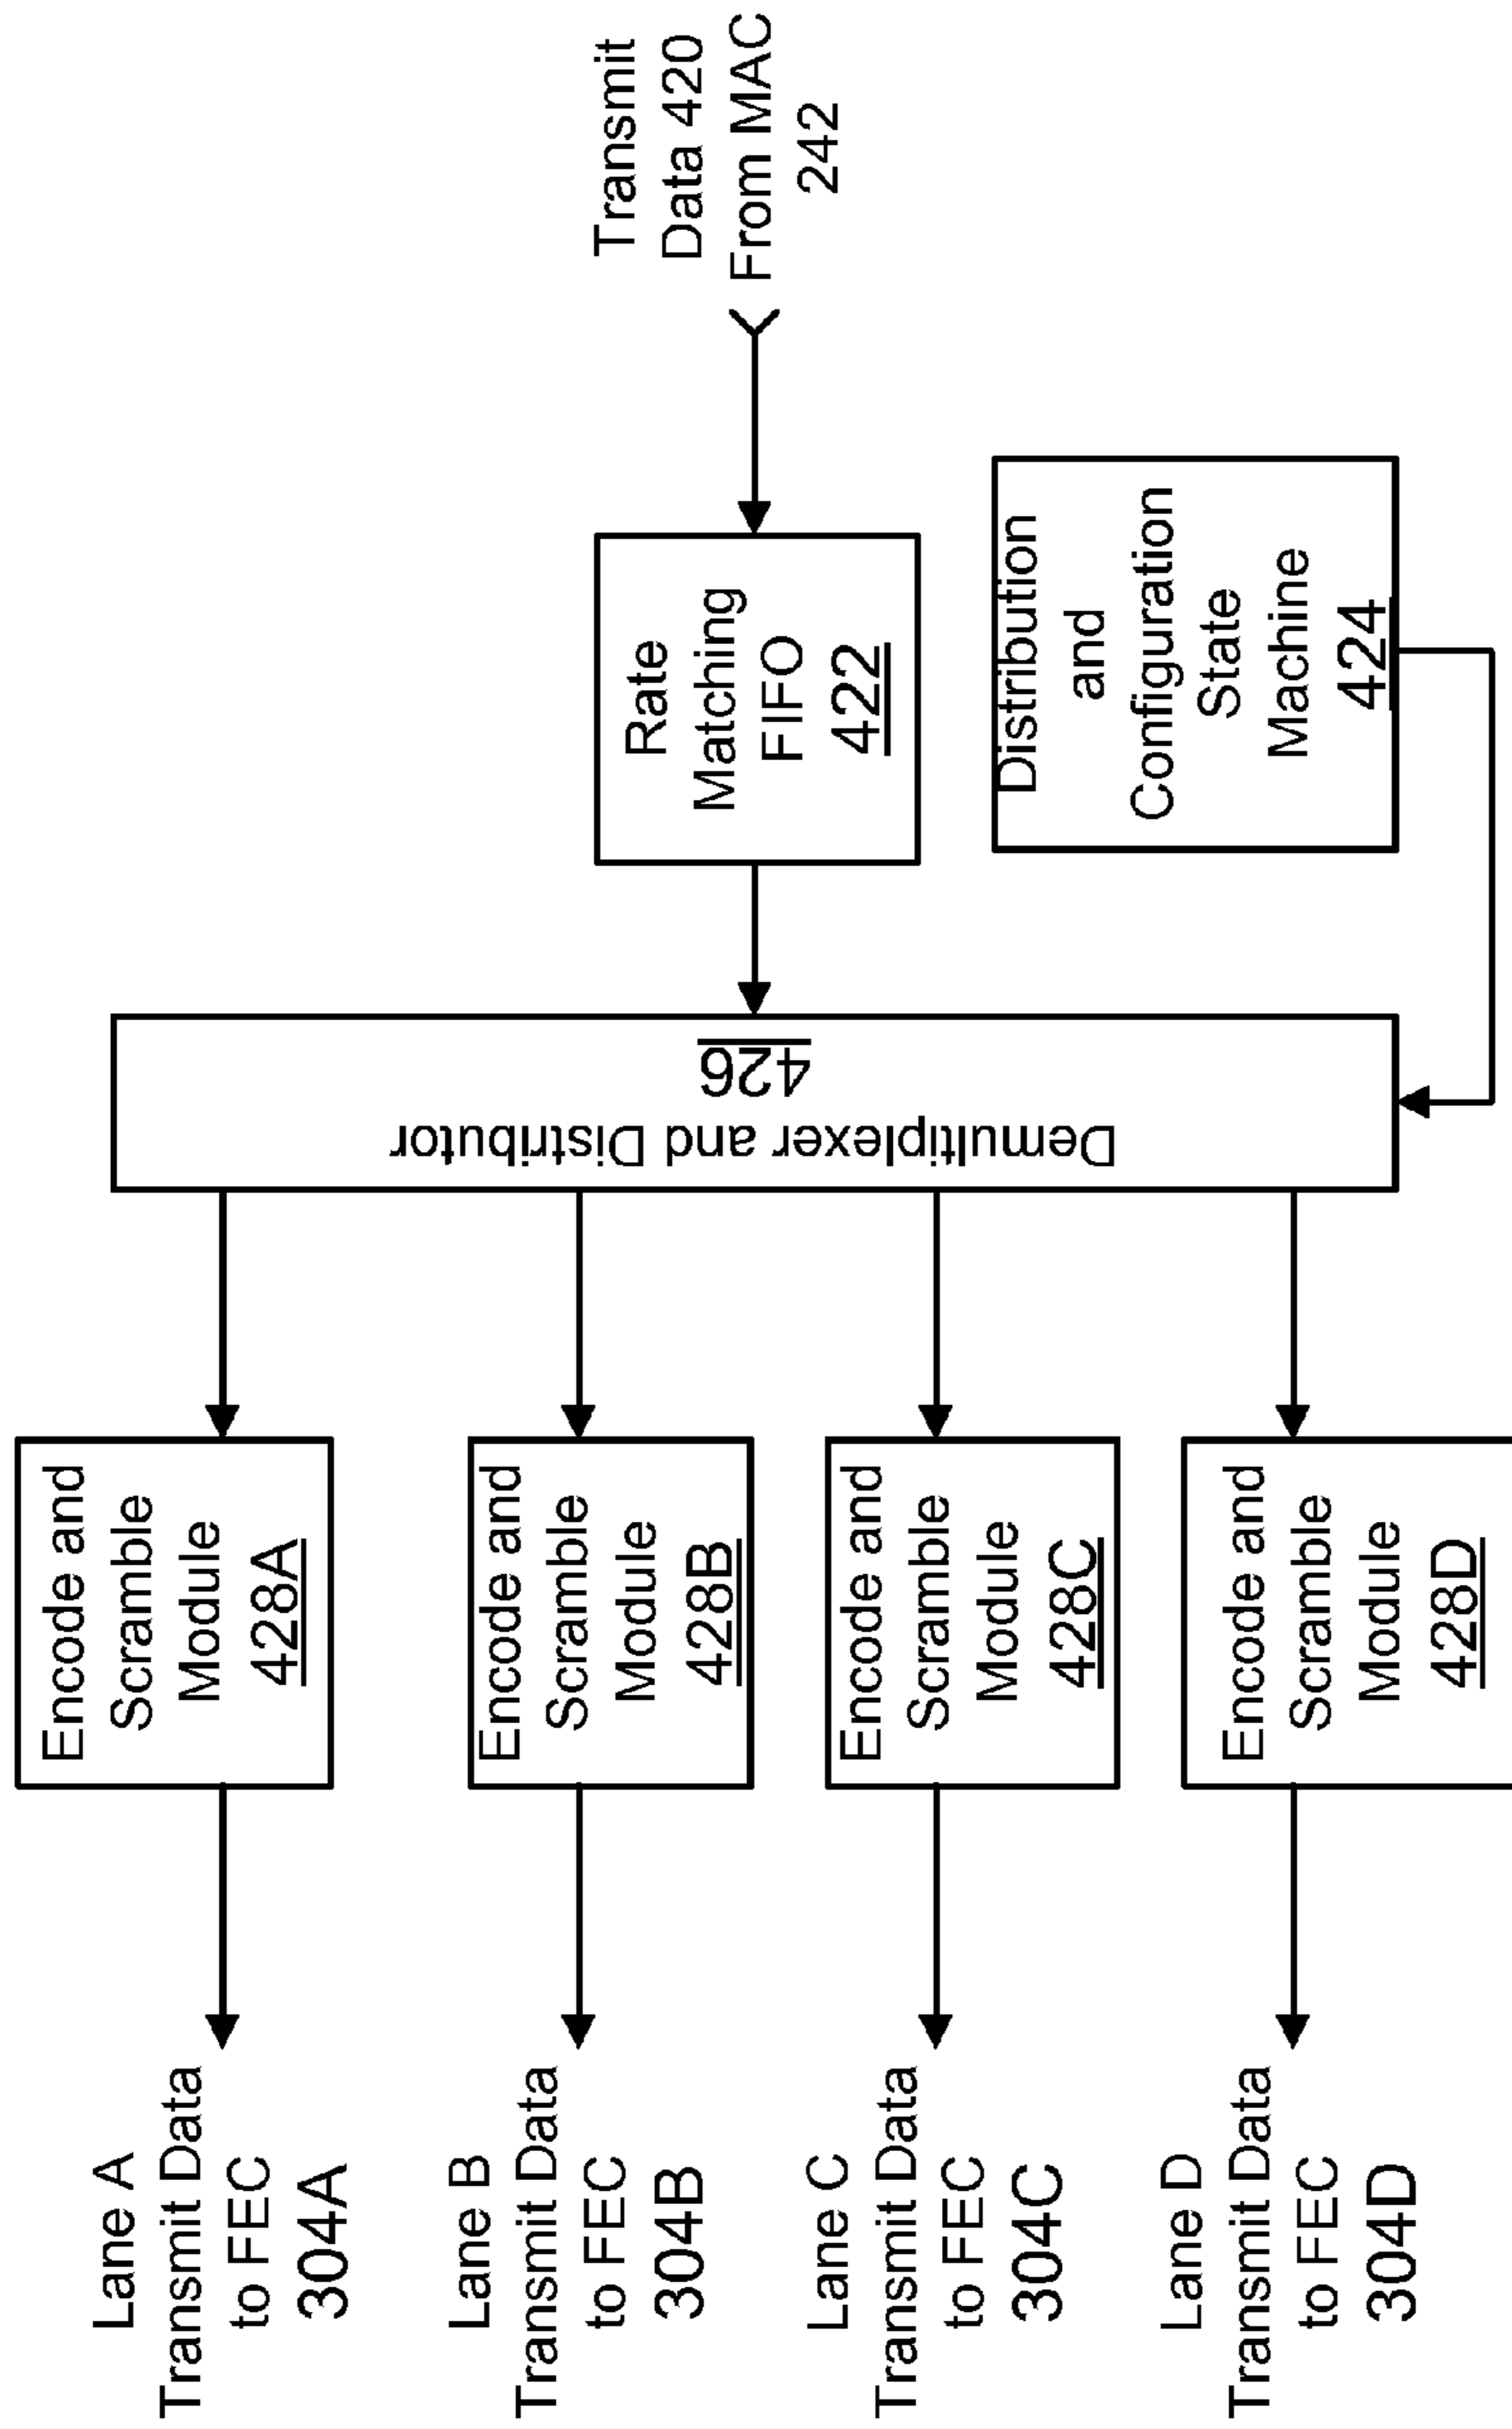 Lane A
Transmit Data
to FEC
304A
Lane B
Transmit Data
to FEC
304B
Lane C
Transmit Data
to FEC
304C
Lane D
Transmit Data
to FEC
304D
Encode and
Scramble
Module
428A
Encode and
Scramble
Module
428B
Encode and
Scramble
Module
428C
Encode and
Scramble
Module
428D
Demultiplexer and Distributor
426
Rate
Matching
FIFO
422
Distribution
and
Configuration
State
Machine
424
Transmit
Data 420
From MAC
242